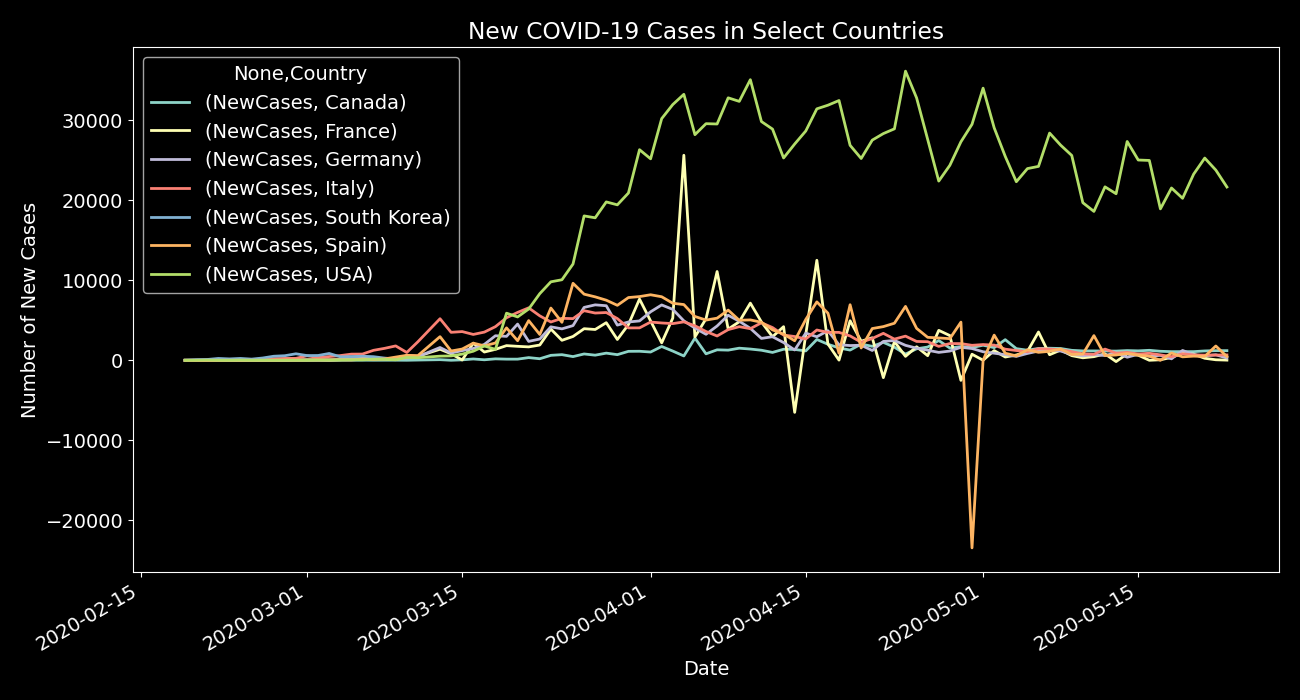 New COVID-19 Cases in Select Countries
None,Country
(NewCases, Canada)
(NewCases, France)
(NewCases, Germany)
(NewCases, Italy)
(NewCases, South Korea)
(NewCases, Spain)
(NewCases, USA)
Number of New Cases
30000
20000
10000
0
−10000
−20000
2020-02-15
2020-03-01
2020-03-15
2020-04-01
2020-04-15
2020-05-01
2020-05-15
Date